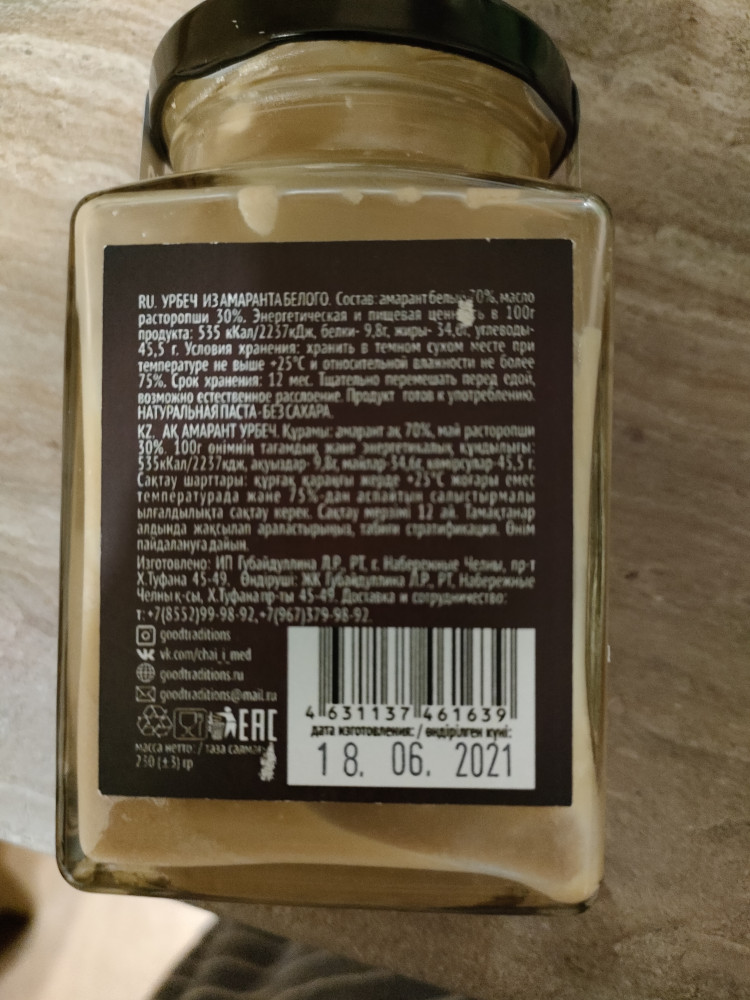 RU. УРБЕЧ ИЗ АМАРАНТА БЕЛОГО. Состав: амарант белый 70%, масло
расторопши 30%. Энергетическая и пищевая ценность в 100г
продукта: 535 кКал/2237кДж, белки- 9,8г, жиры- 34,6г, углеводы-
45,5 г. Условия хранения: хранить в темном сухом месте при
температуре не выше +25°С и относительной влажности не более
75%. Срок хранения: 12 мес. Тщательно перемешать перед едой,
возможно естественное расслоение. Продукт готов к употреблению.
НАТУРАЛЬНАЯ ПАСТА - БЕЗ САХАРА.
KZ. АҚ АМАРАНТ УРБЕЧ. Құрамы: амарант ақ 70%, май расторопши
30%. 100г өнімнің тағамдық және энергетикалық құндылығы:
535кКал/2237кдж, ақуыздар- 9,8г, майлар-34,6г, көмірсулар-45,5 г.
Сақтау шарттары: құрғақ қараңғы жерде +25°С жоғары емес
температурада және 75%-дан аспайтын салыстырмалы
ылғалдылықта сақтау керек. Сақтау мерзімі 12 ай. Тамақтанар
алдында жақсылап араластырыңыз, табиғи стратификация. Өнім
пайдалануға дайын.
Изготовлено: ИП Губайдуллина Л.Р., РТ, г. Набережные Челны, пр-т
Х.Туфана 45-49. Өндіруші: ЖК Губайдуллина Л.Р., РТ, Набережные
Челны қ-сы, Х.Туфана пр-ты 45-49. Доставка и сотрудничество:
т.:+7(8552)99-98-92,+7(967)379-98-92.
goodtraditions
vk.com/chai_i_med
goodtraditions.ru
goodtraditions@mail.ru
EAC
масса нетто: / таза салмақ
250 (±3) гр
4 631137 461639
дата изготовления: / өндірілген күні:
18. 06. 2021